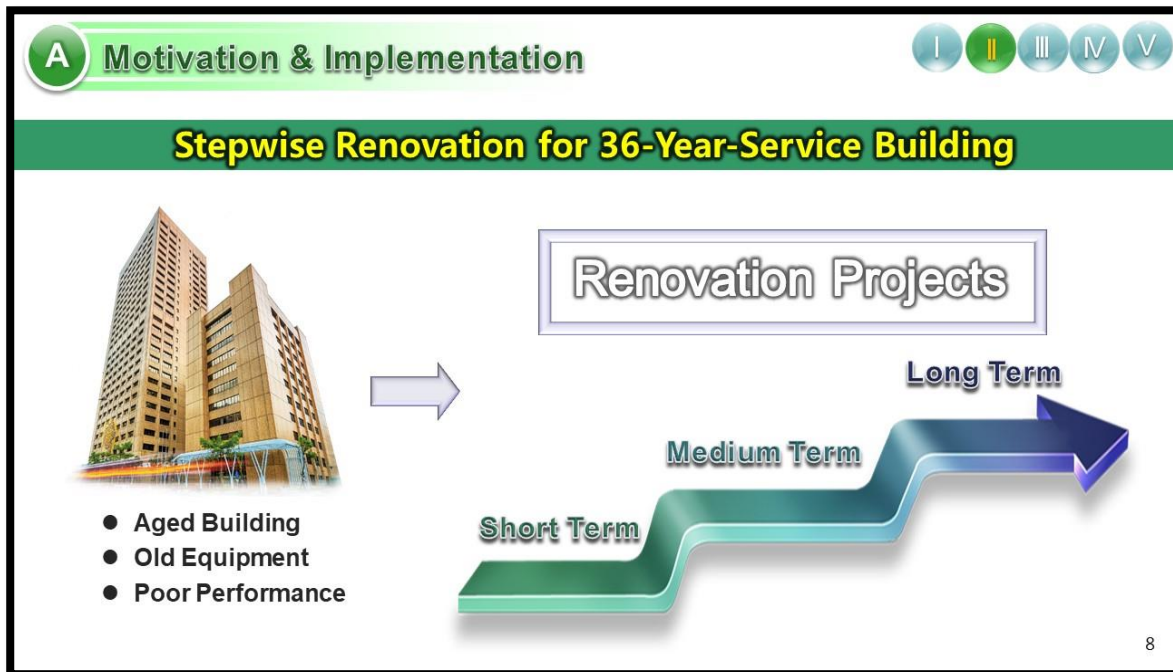 A
Motivation & Implementation
Ⅰ Ⅱ Ⅲ Ⅳ Ⅴ
Stepwise Renovation for 36-Year-Service Building
Renovation Projects
Long Term
Medium Term
Short Term
● Aged Building
● Old Equipment
● Poor Performance
8